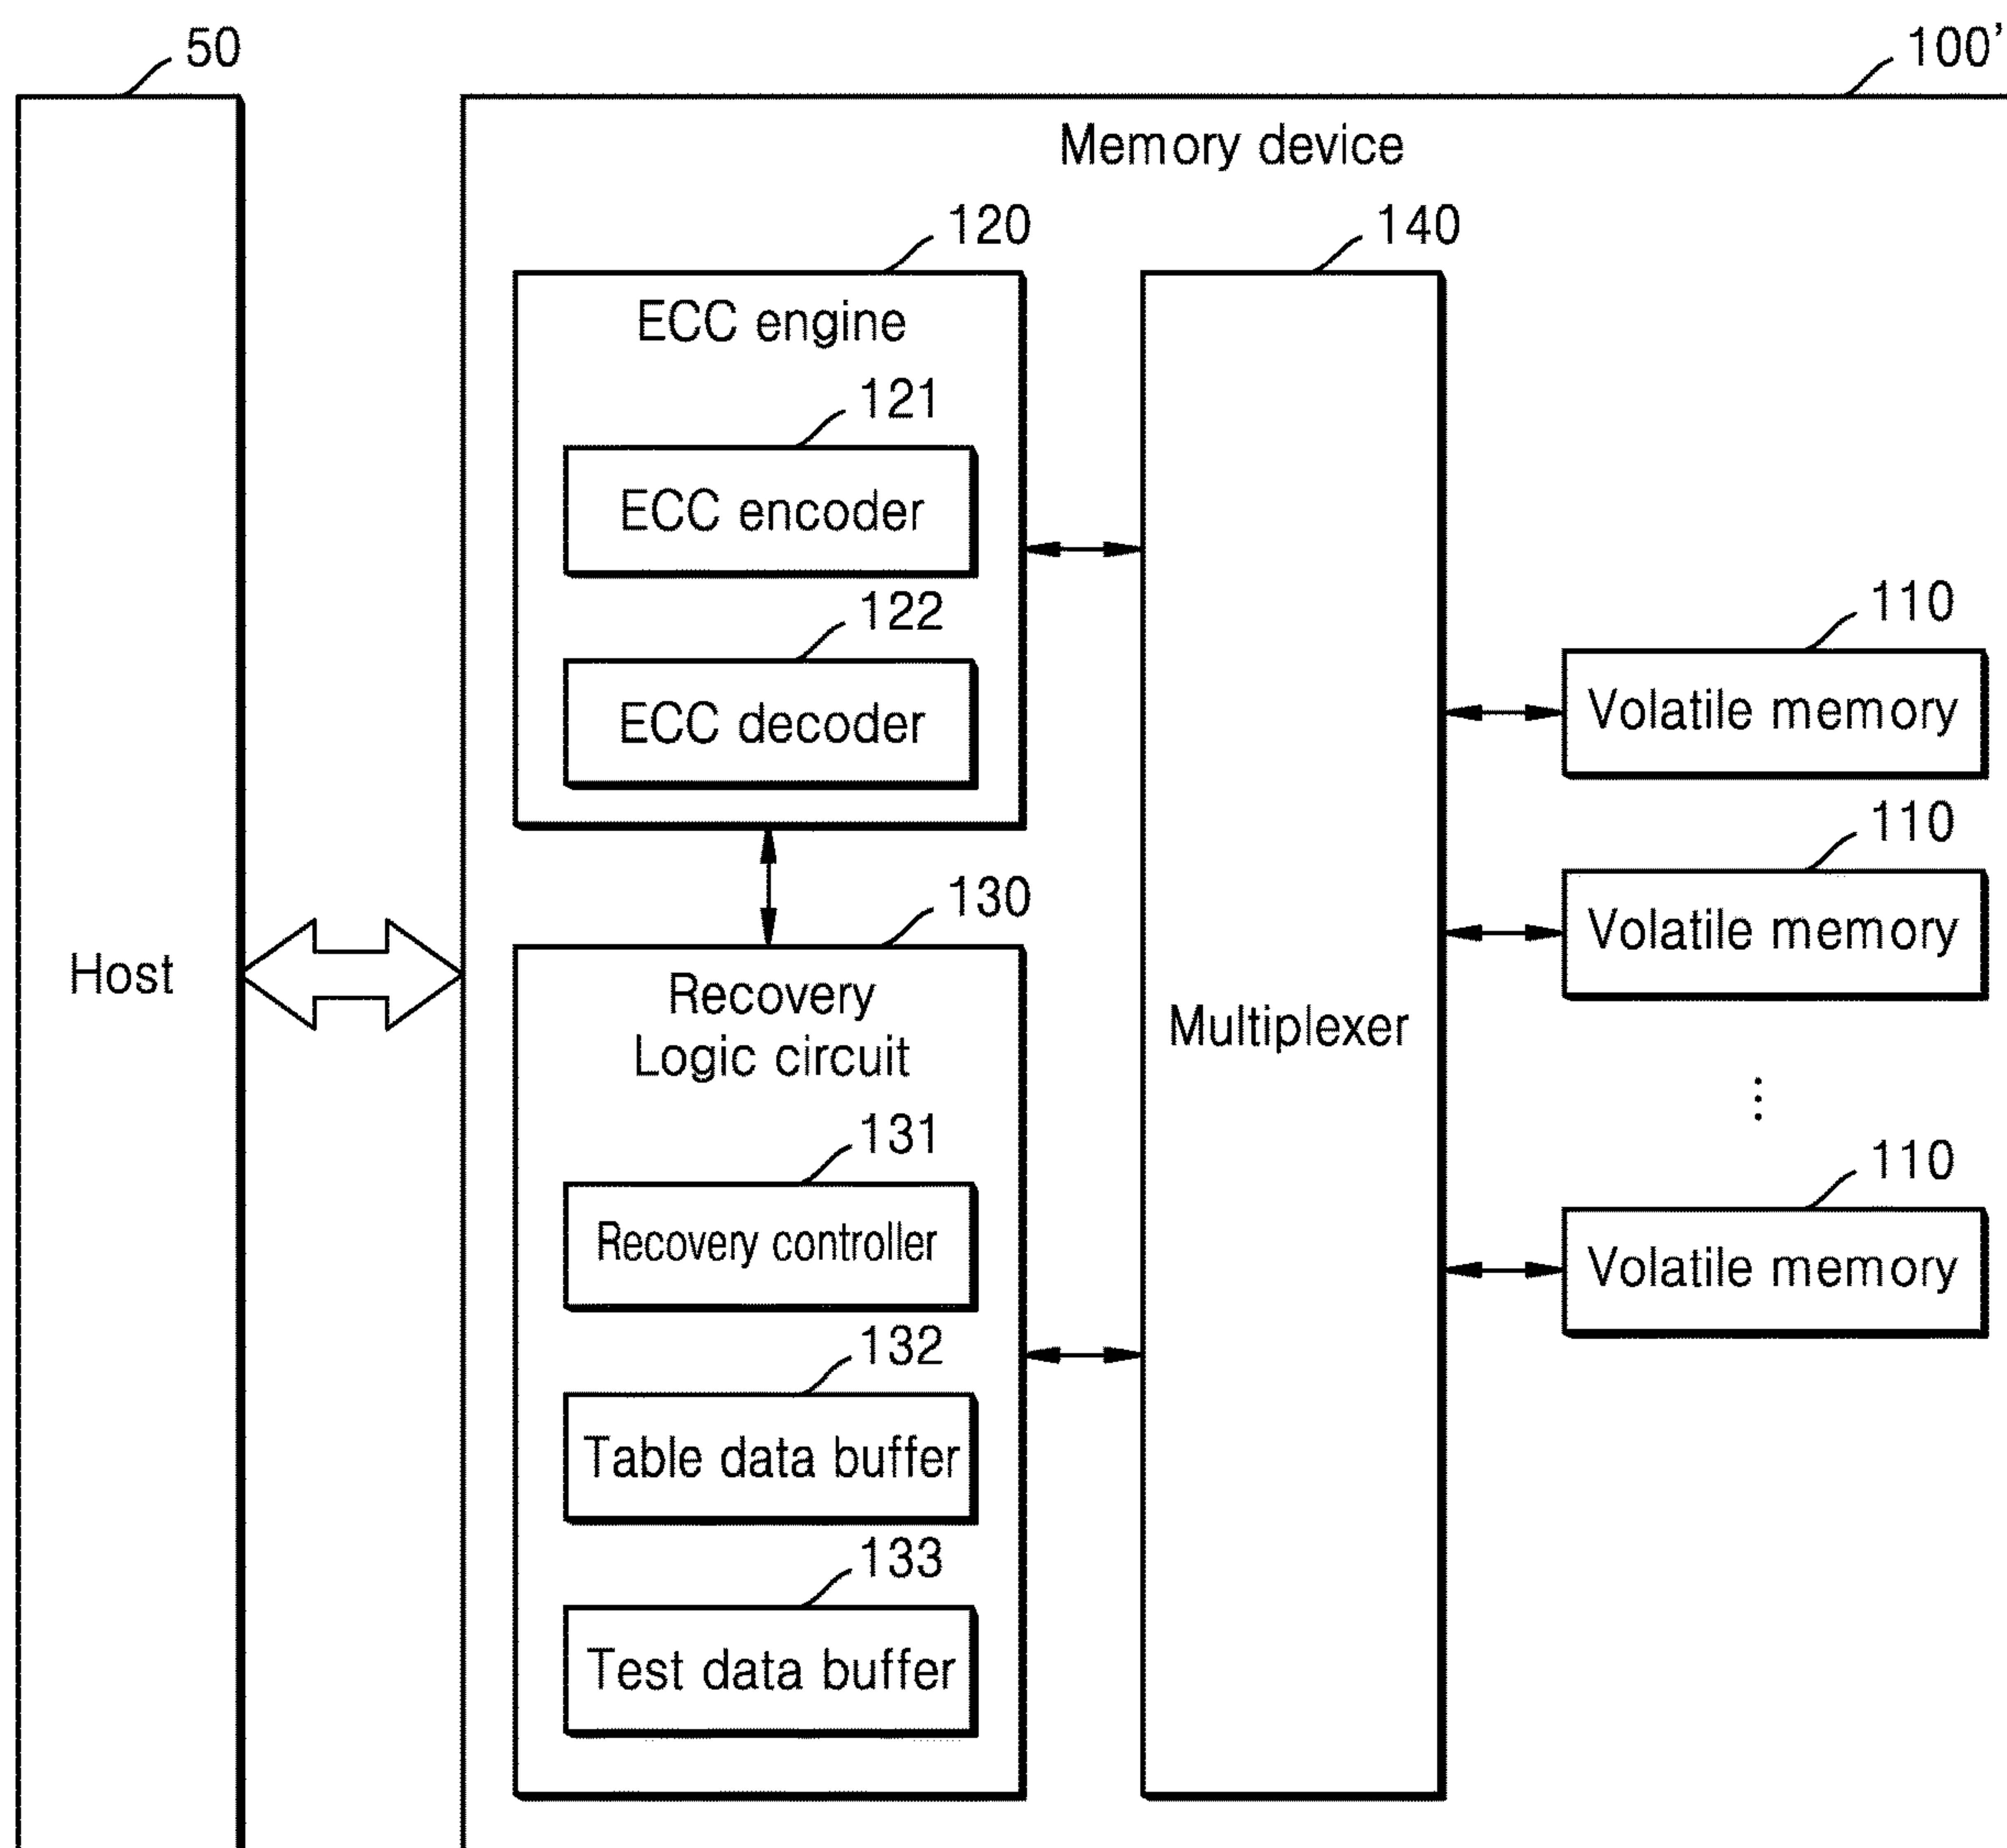 50
100'
Memory device
120
140
ECC engine
121
ECC encoder
122
ECC decoder
110
Volatile memory
110
Volatile memory
130
Host
Recovery
Logic circuit
Multiplexer
131
Recovery controller
110
Volatile memory
132
Table data buffer
133
Test data buffer